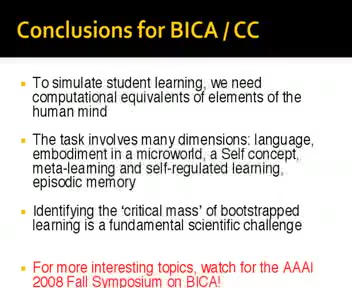 Conclusions for BICA / CC
To simulate student learning, we need
computational equivalents of elements of the
human mind
The task involves many dimensions: language,
embodiment in a microworld, a Self concept,
meta-learning and self-regulated learning,
episodic memory
Identifying the ‘critical mass’ of bootstrapped
learning is a fundamental scientific challenge
For more interesting topics, watch for the AAAI
2008 Fall Symposium on BICA!